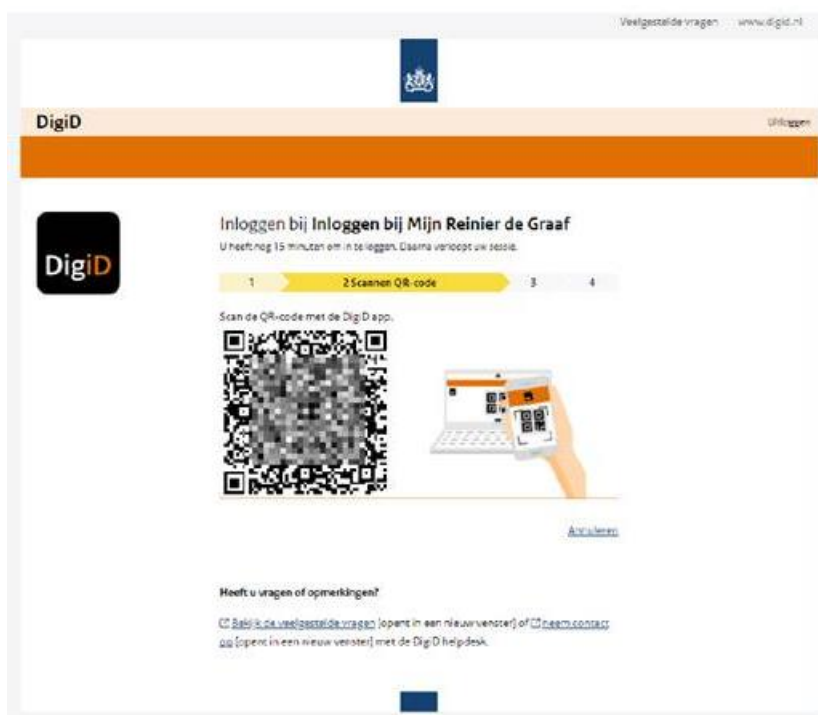 Veelgestelde vragen www.digid.nl
DigiD
Uitloggen
DigiD
Inloggen bij Inloggen bij Mijn Reinier de Graaf
U heeft nog 15 minuten om in te loggen. Daarna verloopt uw sessie.
1 2 Scannen QR-code 3 4
Scan de QR-code met de DigiD app.
Annuleren
Heeft u vragen of opmerkingen?
Bekijk de veelgestelde vragen [opent in een nieuw venster] of neem contact
op [opent in een nieuw venster] met de DigiD helpdesk.